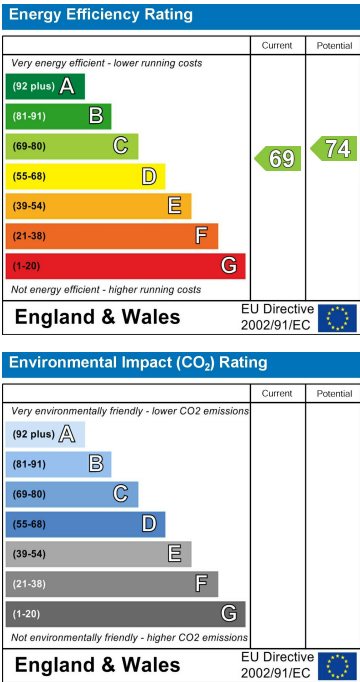 Energy Efficiency Rating
Current Potential
Very energy efficient - lower running costs
(92 plus) A
(81-91) B
(69-80) C
(55-68) D
(39-54) E
(21-38) F
(1-20) G
69 74
Not energy efficient - higher running costs
England & Wales
EU Directive
2002/91/EC
Environmental Impact (CO₂) Rating
Current Potential
Very environmentally friendly - lower CO2 emissions
(92 plus) A
(81-91) B
(69-80) C
(55-68) D
(39-54) E
(21-38) F
(1-20) G
Not environmentally friendly - higher CO2 emissions
England & Wales
EU Directive
2002/91/EC